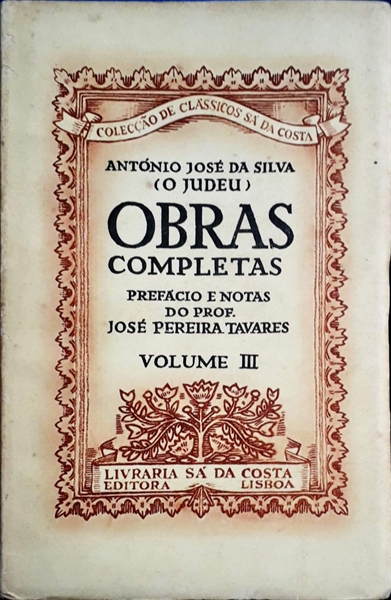 COLECÇÃO DE CLÁSSICOS SÁ DA COSTA
ANTÓNIO JOSÉ DA SILVA
(O JUDEU)
OBRAS
COMPLETAS
PREFÁCIO E NOTAS
DO PROF.
JOSÉ PEREIRA TAVARES
VOLUME III
LIVRARIA SÁ DA COSTA
EDITORA LISBOA